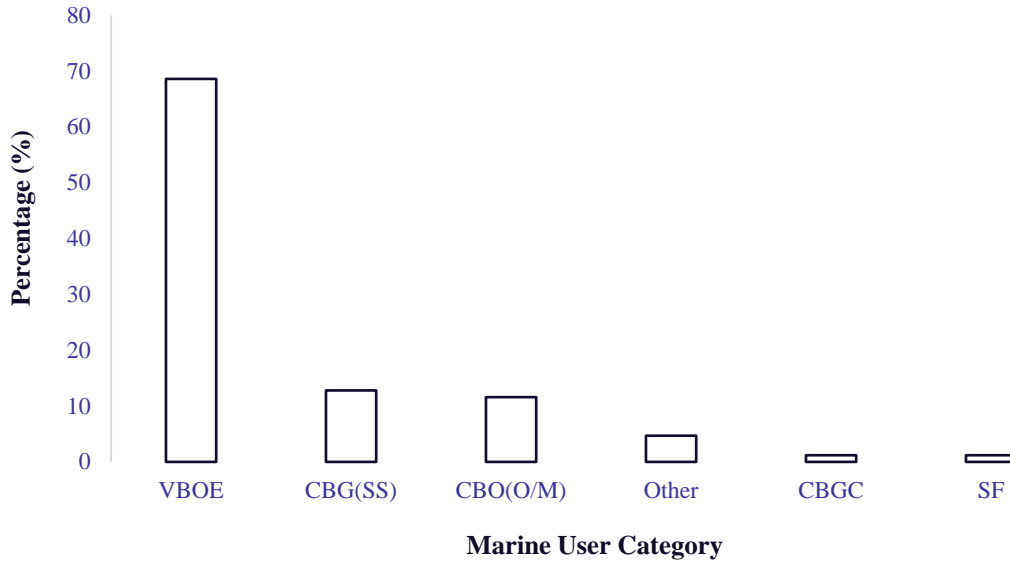 80
70
60
50
40
30
20
10
0
Percentage (%)
VBOE
CBG(SS)
CBO(O/M)
Other
CBGC
SF
Marine User Category